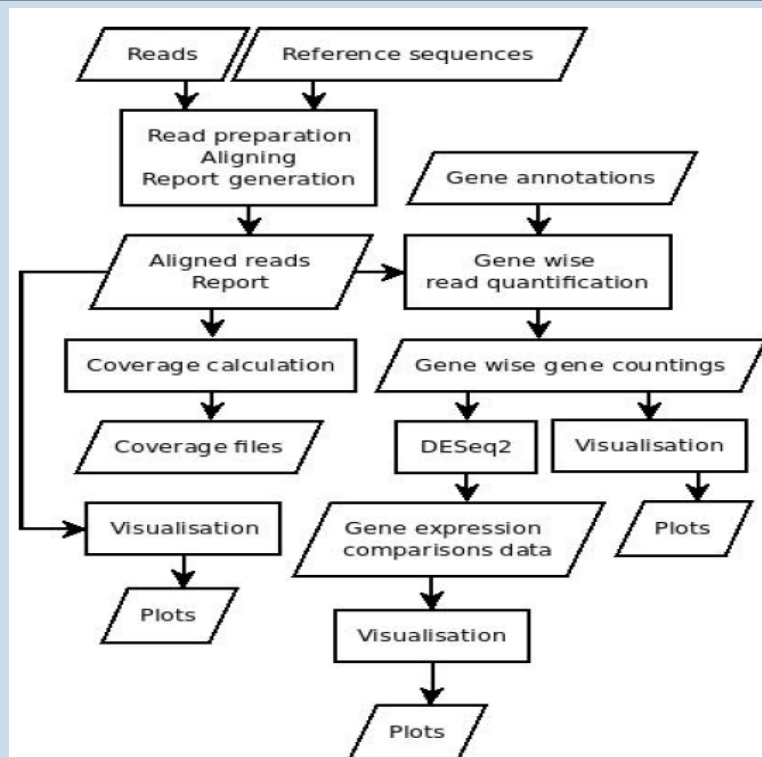 Reads
Reference sequences
Read preparation
Aligning
Report generation
Gene annotations
Aligned reads
Report
Gene wise
read quantification
Coverage calculation
Gene wise gene countings
Coverage files
DESeq2
Visualisation
Visualisation
Gene expression
comparisons data
Plots
Plots
Visualisation
Plots